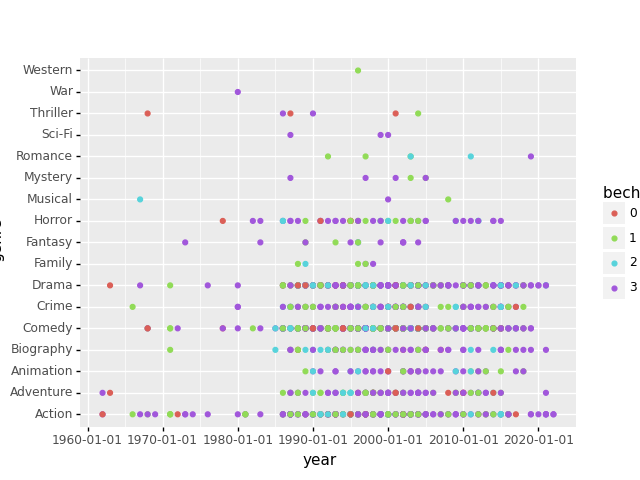 Western
War
Thriller
Sci-Fi
Romance
Mystery
Musical
Horror
Fantasy
Family
Drama
Crime
Comedy
Biography
Animation
Adventure
Action
1960-01-01 1970-01-01 1980-01-01 1990-01-01 2000-01-01 2010-01-01 2020-01-01
year
bech
0
1
2
3